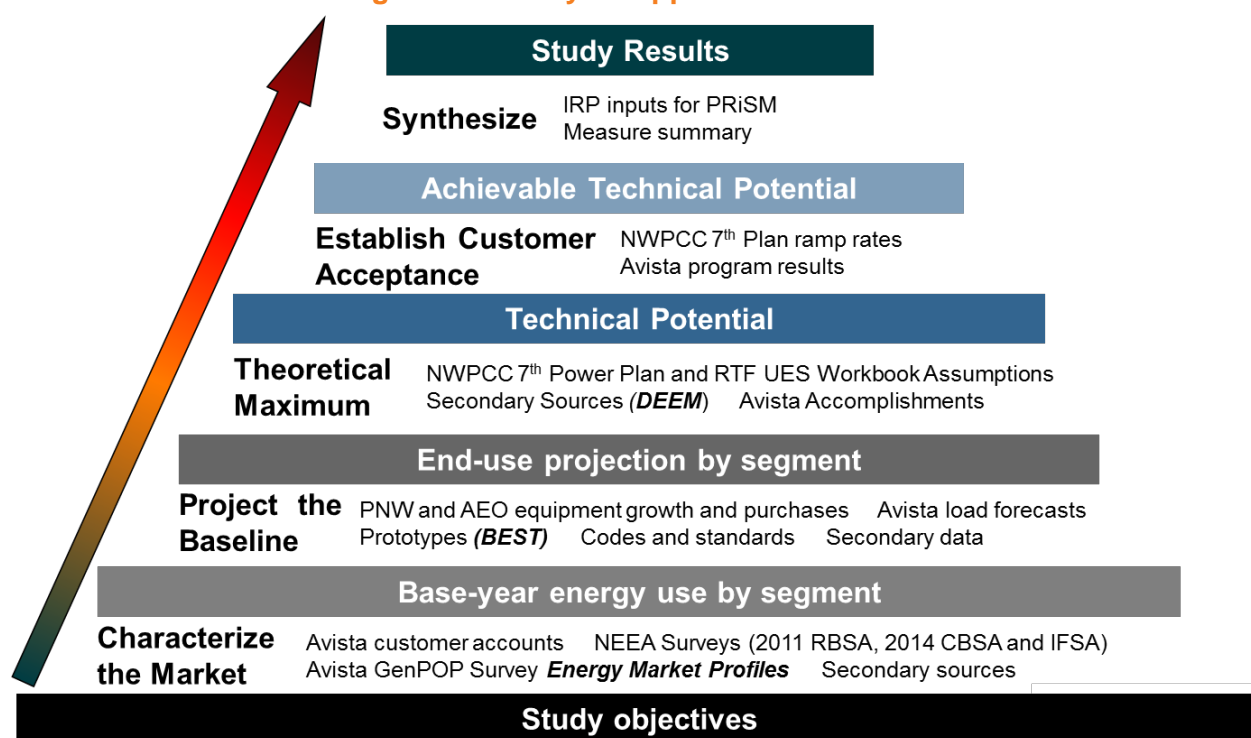 Study Results
Synthesize
IRP inputs for PRiSM
Measure summary
Achievable Technical Potential
Establish Customer
Acceptance
NWPCC 7th Plan ramp rates
Avista program results
Technical Potential
Theoretical
Maximum
NWPCC 7th Power Plan and RTF UES Workbook Assumptions
Secondary Sources (DEEM) Avista Accomplishments
End-use projection by segment
Project the
Baseline
PNW and AEO equipment growth and purchases Avista load forecasts
Prototypes (BEST) Codes and standards Secondary data
Base-year energy use by segment
Characterize
the Market
Avista customer accounts NEEA Surveys (2011 RBSA, 2014 CBSA and IFSA)
Avista GenPOP Survey Energy Market Profiles Secondary sources
Study objectives